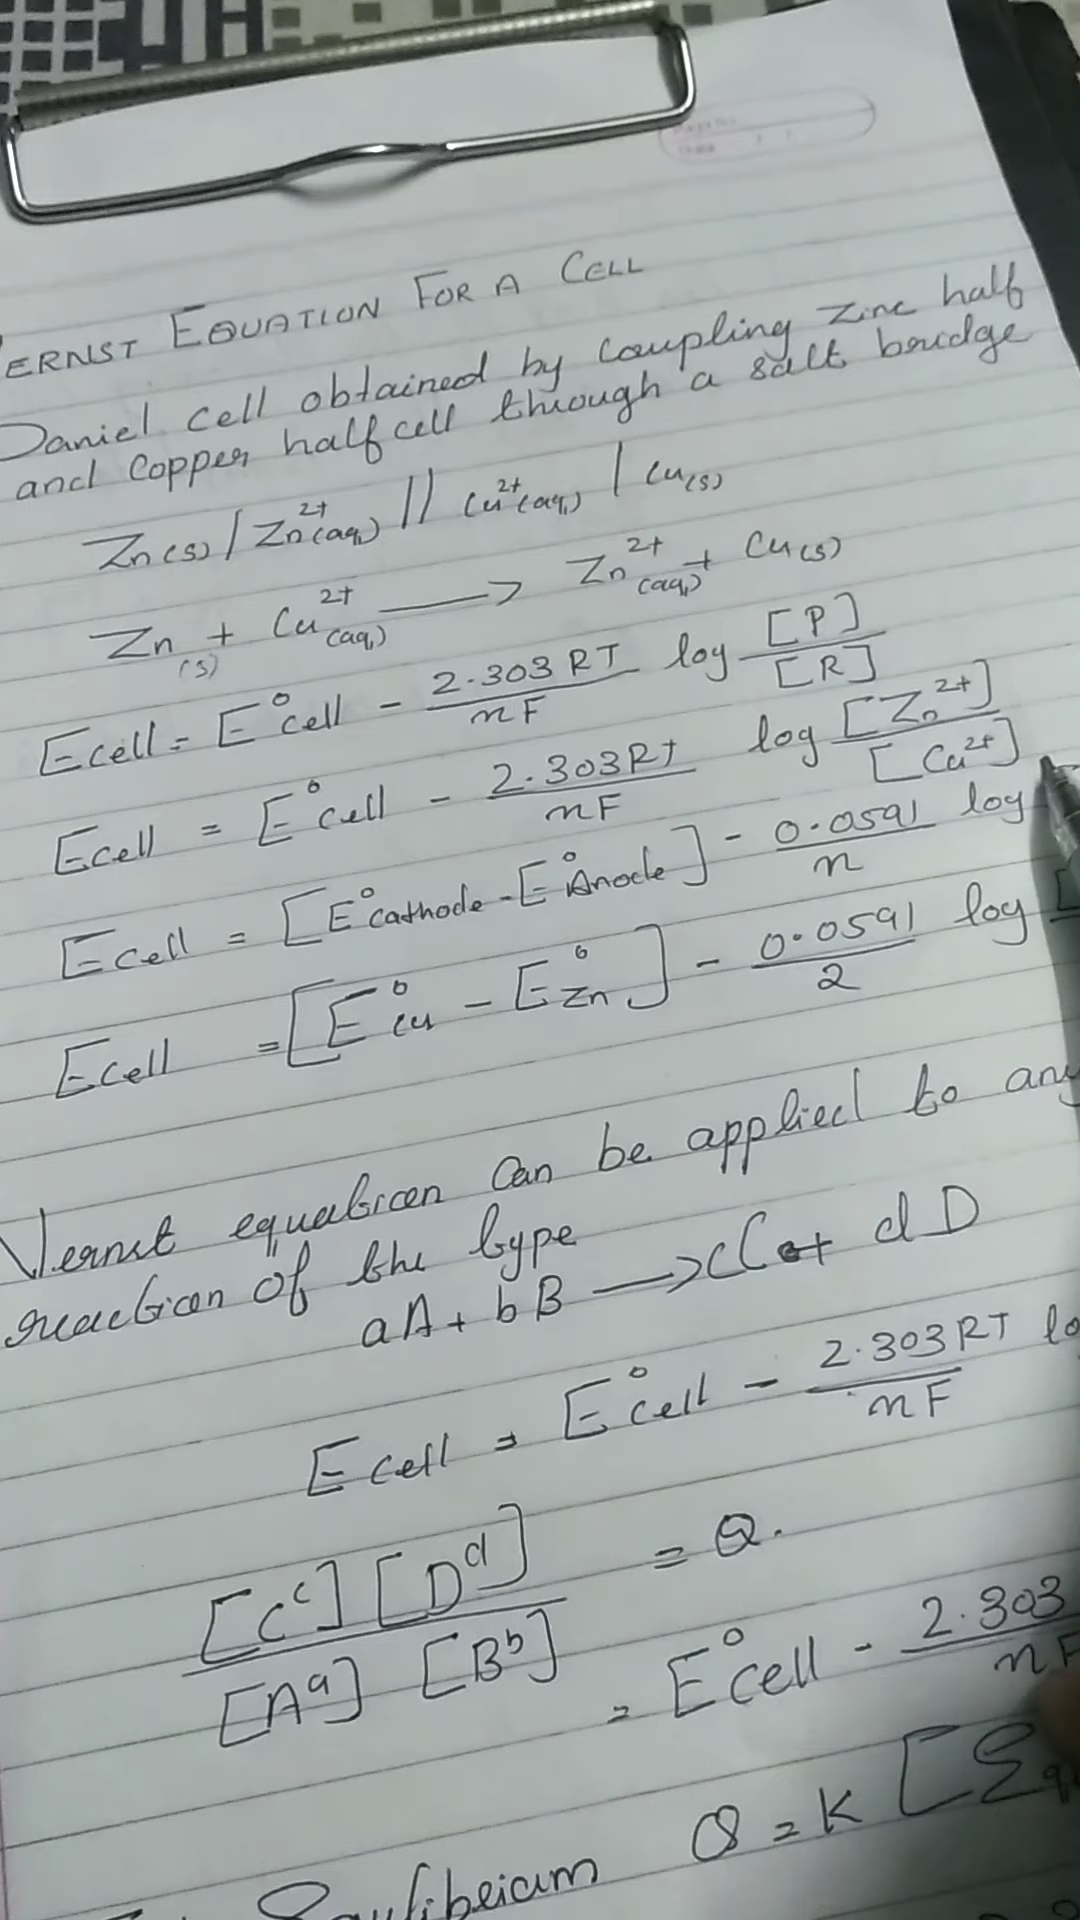 ERNST EQUATION FOR A CELL
Daniel cell obtained by coupling Zinc half
and Copper half cell through a salt bridge
Zn(s) / Zn²⁺(aq) // Cu²⁺(aq) | Cu(s)
Zn(s) + Cu²⁺(aq) ⟶ Zn²⁺(aq) + Cu(s)
Ecell = E°cell - 2.303RT/nF log [P]/[R]
Ecell = E°cell - 2.303RT/nF log [Zn²⁺]/[Cu²⁺]
Ecell = [E°cathode - E°Anode] - 0.0591/n log
Ecell = [E°Cu - E°Zn] - 0.0591/2 log [
Nernst equation can be applied to any
reaction of the type
aA + bB ⟶ cC + dD
Ecell = E°cell - 2.303RT/nF lo
[Cᶜ][Dᵈ]/[Aᵃ][Bᵇ] = Q.
= E°cell - 2.303/nF
Equilibrium Q = K [Equ